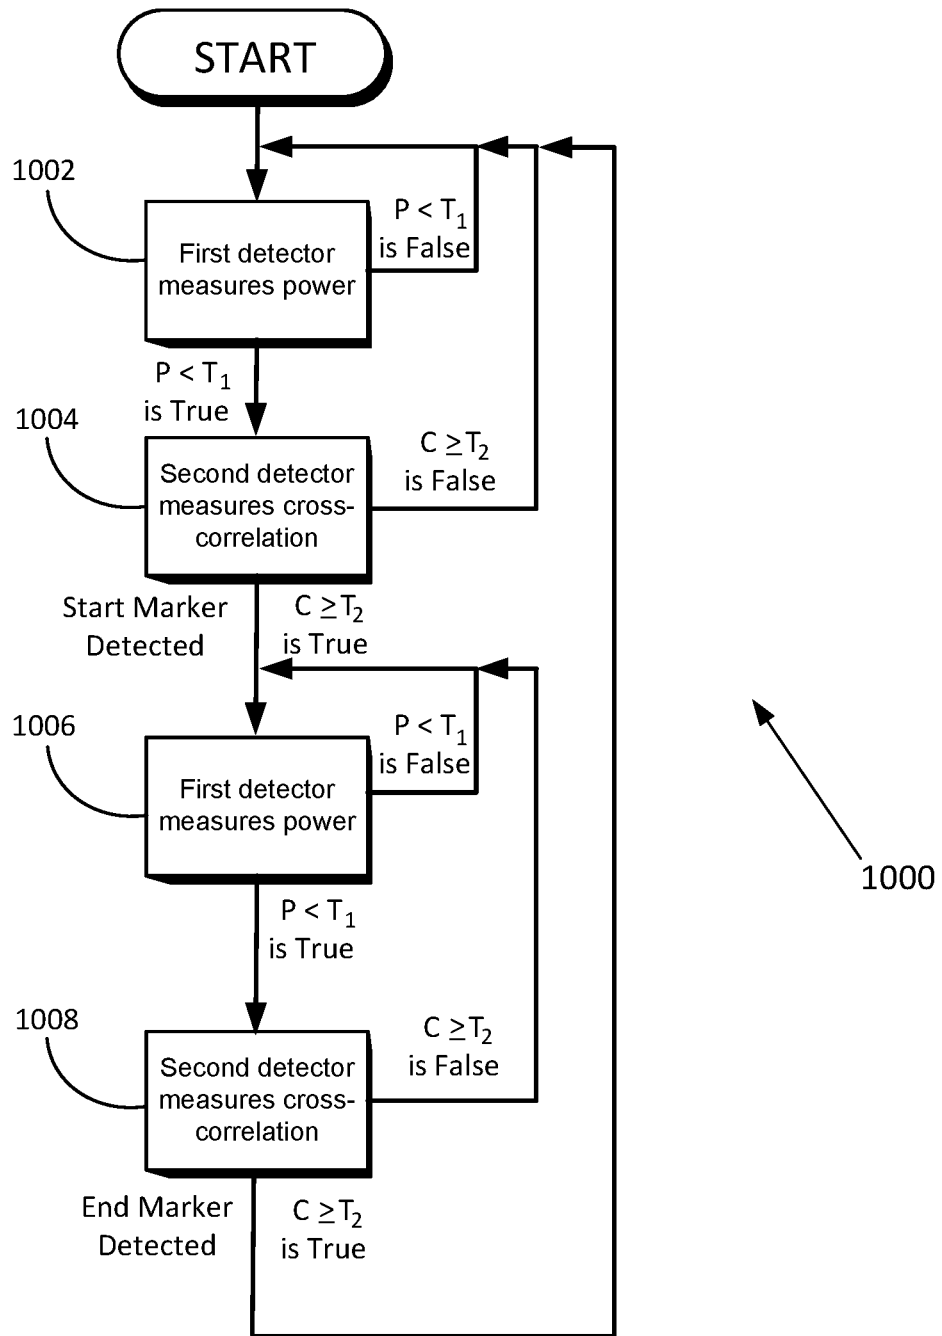 START
1002
P < T₁
is False
First detector
measures power
P < T₁
is True
1004
C ≥T₂
is False
Second detector
measures cross-
correlation
Start Marker
Detected
C ≥T₂
is True
1006
P < T₁
is False
First detector
measures power
1000
P < T₁
is True
1008
C ≥T₂
is False
Second detector
measures cross-
correlation
End Marker
Detected
C ≥T₂
is True